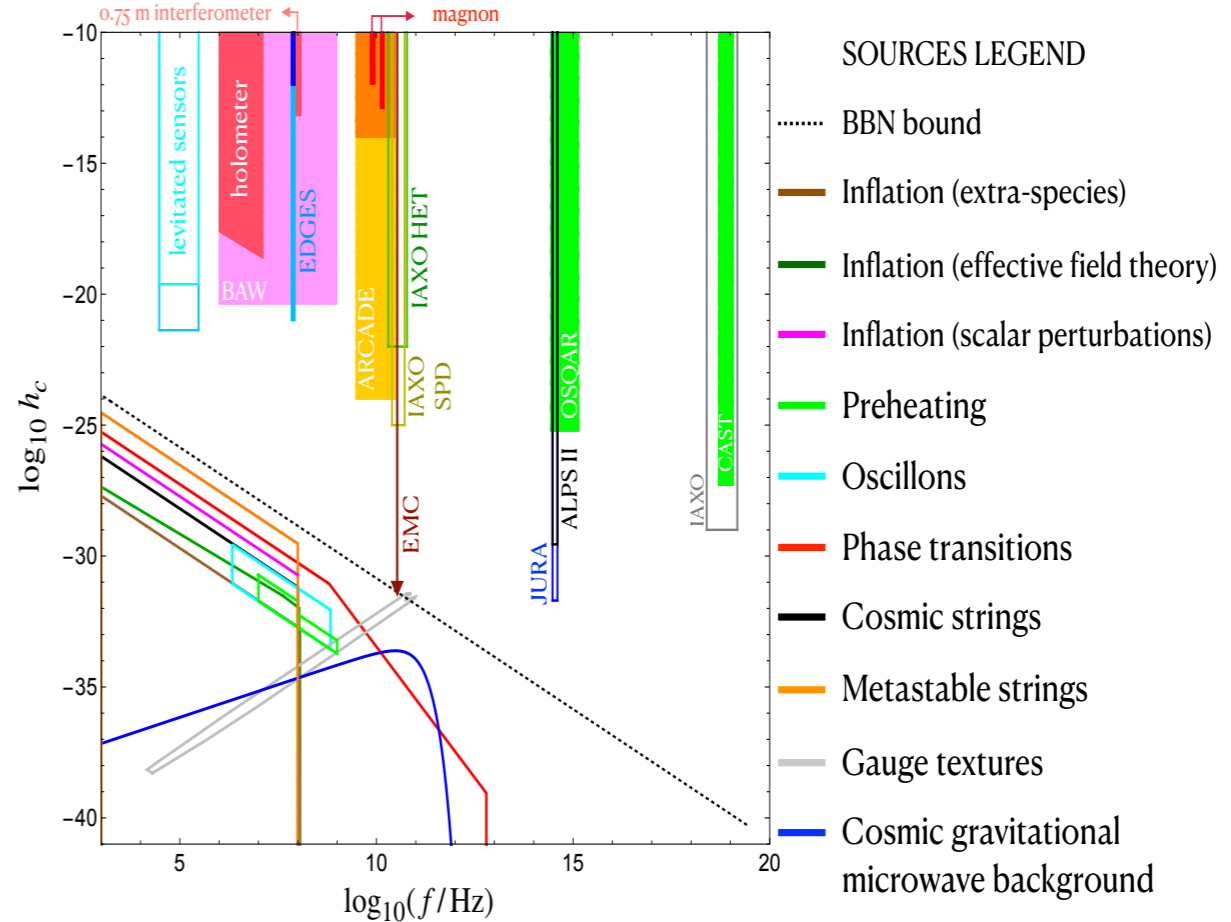 0.75 m interferometer
magnon
−10
−15
−20
−25
−30
−35
−40
log₁₀ h_c
5
10
15
20
log₁₀(f/Hz)
levitated sensors
holometer
BAW
EDGES
ARCADE
IAXO HET
IAXO
SPD
EMC
OSQAR
ALPS II
JURA
CAST
IAXO
SOURCES LEGEND
BBN bound
Inflation (extra-species)
Inflation (effective field theory)
Inflation (scalar perturbations)
Preheating
Oscillons
Phase transitions
Cosmic strings
Metastable strings
Gauge textures
Cosmic gravitational
microwave background